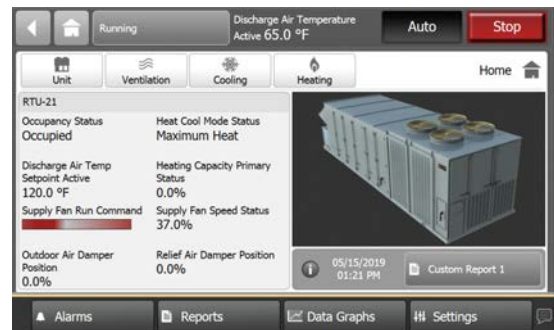 Running
Discharge Air Temperature
Active 65.0 °F
Auto
Stop
Unit
Ventilation
Cooling
Heating
Home
RTU-21
Occupancy Status
Occupied
Heat Cool Mode Status
Maximum Heat
Discharge Air Temp
Setpoint Active
120.0 °F
Heating Capacity Primary
Status
0.0%
Supply Fan Run Command
Supply Fan Speed Status
37.0%
Outdoor Air Damper
Position
0.0%
Relief Air Damper Position
0.0%
05/15/2019
01:21 PM
Custom Report 1
Alarms
Reports
Data Graphs
Settings